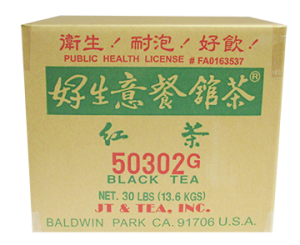 衛生！耐泡！好飲！
PUBLIC HEALTH LICENSE # FA0163537
好生意餐館茶®
紅茶
50302G
BLACK TEA
NET. 30 LBS (13.6 KGS)
JT & TEA, INC.
BALDWIN PARK CA. 91706 U.S.A.